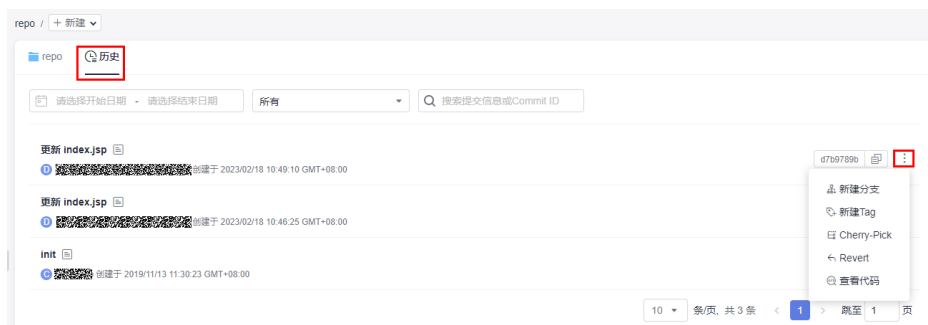 repo / + 新建
repo 历史
请选择开始日期 - 请选择结束日期 所有 搜索提交信息或Commit ID
更新 index.jsp
D 创建于 2023/02/18 10:49:10 GMT+08:00
d7b9789b
更新 index.jsp
D 创建于 2023/02/18 10:46:25 GMT+08:00
init
C 创建于 2019/11/13 11:30:23 GMT+08:00
新建分支
新建Tag
Cherry-Pick
Revert
查看代码
10 条/页, 共 3 条 < 1 > 跳至 1 页